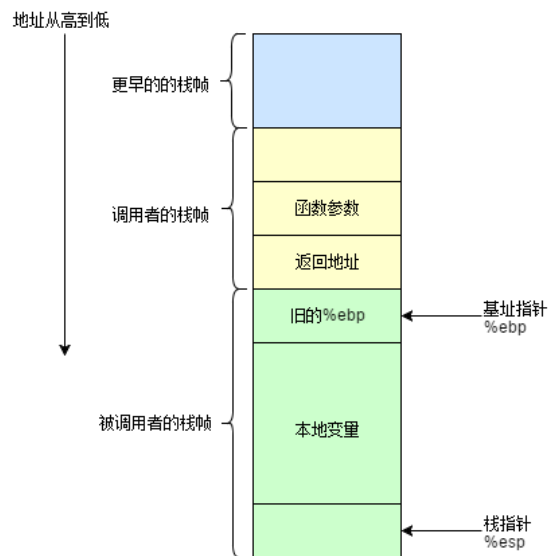 地址从高到低
更早的的栈帧
调用者的栈帧
函数参数
返回地址
旧的%ebp
基址指针
%ebp
被调用者的栈帧
本地变量
栈指针
%esp